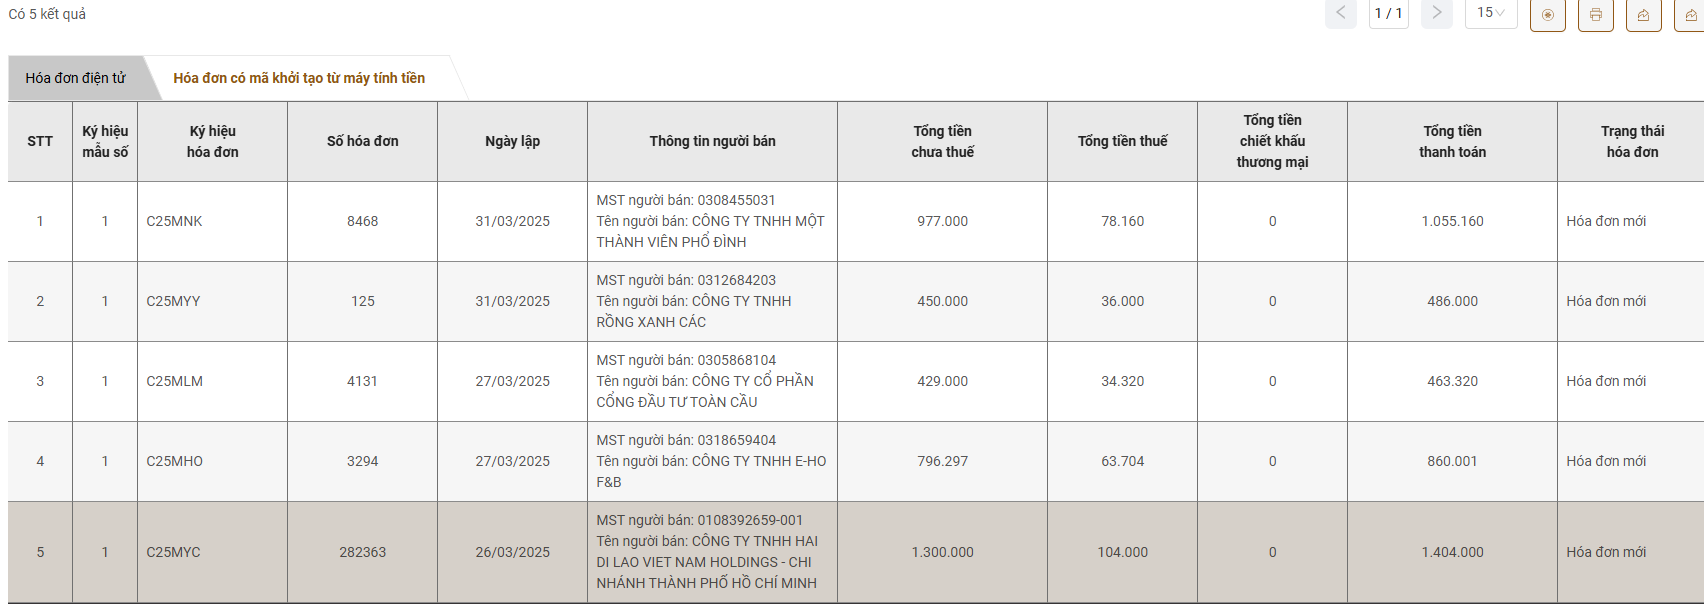 Có 5 kết quả
1 / 1
15
Hóa đơn điện tử
Hóa đơn có mã khởi tạo từ máy tính tiền
STT
Ký hiệu
mẫu số
Ký hiệu
hóa đơn
Số hóa đơn
Ngày lập
Thông tin người bán
Tổng tiền
chưa thuế
Tổng tiền thuế
Tổng tiền
chiết khấu
thương mại
Tổng tiền
thanh toán
Trạng thái
hóa đơn
1
1
C25MNK
8468
31/03/2025
MST người bán: 0308455031
Tên người bán: CÔNG TY TNHH MỘT
THÀNH VIÊN PHỐ ĐÌNH
977.000
78.160
0
1.055.160
Hóa đơn mới
2
1
C25MYY
125
31/03/2025
MST người bán: 0312684203
Tên người bán: CÔNG TY TNHH
RỒNG XANH CÁC
450.000
36.000
0
486.000
Hóa đơn mới
3
1
C25MLM
4131
27/03/2025
MST người bán: 0305868104
Tên người bán: CÔNG TY CỔ PHẦN
CỔNG ĐẦU TƯ TOÀN CẦU
429.000
34.320
0
463.320
Hóa đơn mới
4
1
C25MHO
3294
27/03/2025
MST người bán: 0318659404
Tên người bán: CÔNG TY TNHH E-HO
F&B
796.297
63.704
0
860.001
Hóa đơn mới
5
1
C25MYC
282363
26/03/2025
MST người bán: 0108392659-001
Tên người bán: CÔNG TY TNHH HAI
DI LAO VIET NAM HOLDINGS - CHI
NHÁNH THÀNH PHỐ HỒ CHÍ MINH
1.300.000
104.000
0
1.404.000
Hóa đơn mới